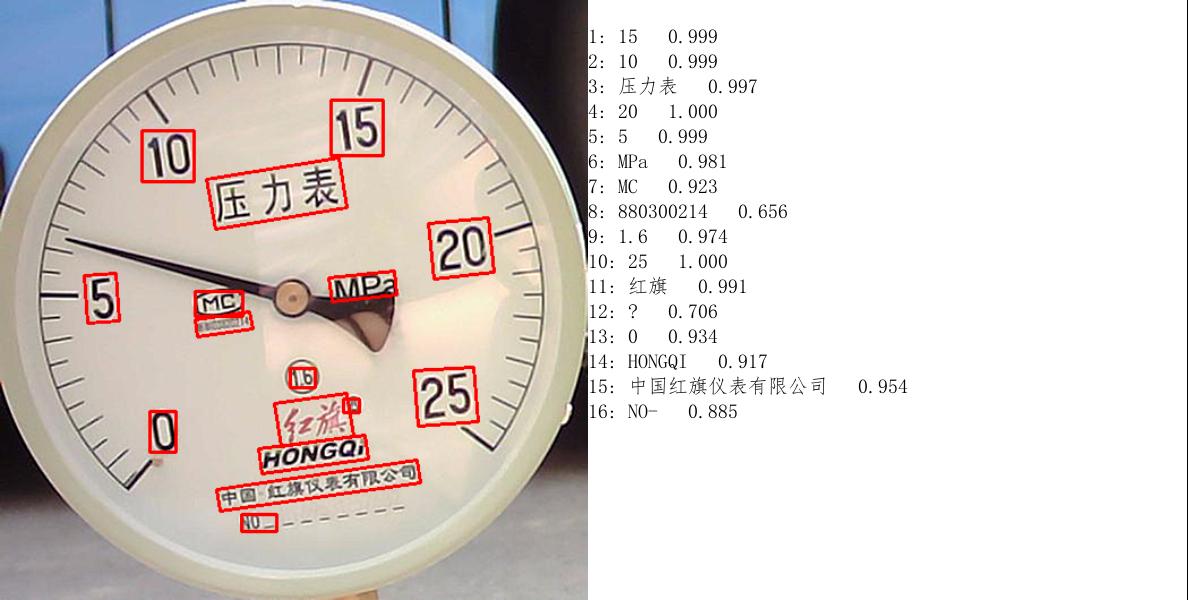 15
10
压力表
20
5
MPa
MC
1.6
25
红旗
0
HONGQi
中国·红旗仪表有限公司
NO
1: 15 0.999
2: 10 0.999
3: 压力表 0.997
4: 20 1.000
5: 5 0.999
6: MPa 0.981
7: MC 0.923
8: 880300214 0.656
9: 1.6 0.974
10: 25 1.000
11: 红旗 0.991
12: ? 0.706
13: 0 0.934
14: HONGQI 0.917
15: 中国红旗仪表有限公司 0.954
16: NO- 0.885